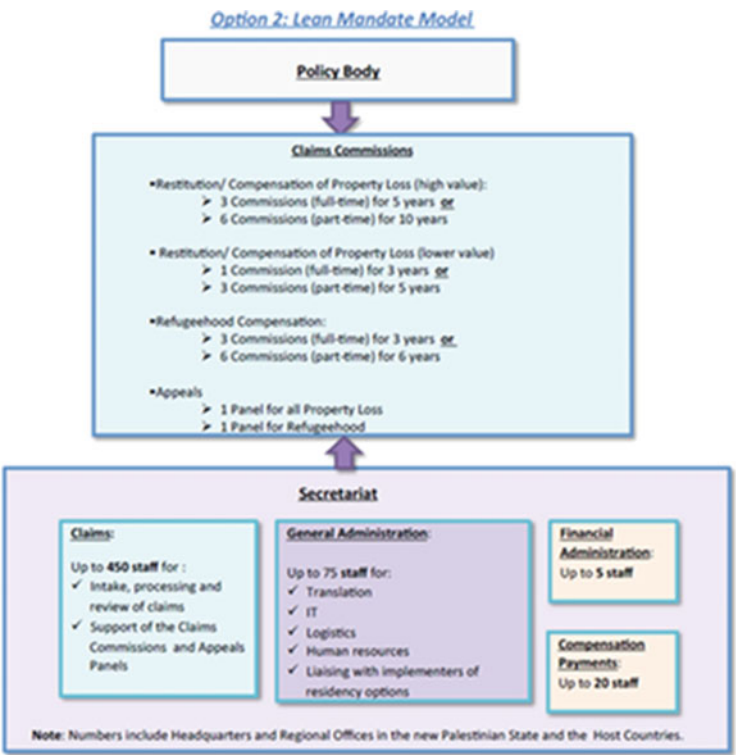 Option 2: Lean Mandate Model
Policy Body
Claims Commissions
▪Restitution/ Compensation of Property Loss (high value):
➢ 3 Commissions (full-time) for 5 years or
➢ 6 Commissions (part-time) for 10 years
▪ Restitution/ Compensation of Property Loss (lower value)
➢ 1 Commission (full-time) for 3 years or
➢ 3 Commissions (part-time) for 5 years
▪Refugeehood Compensation:
➢ 3 Commissions (full-time) for 3 years or
➢ 6 Commissions (part-time) for 6 years
▪Appeals
➢ 1 Panel for all Property Loss
➢ 1 Panel for Refugeehood
Secretariat
Claims:
Up to 450 staff for :
✓ Intake, processing and
review of claims
✓ Support of the Claims
Commissions and Appeals
Panels
General Administration:
Up to 75 staff for:
✓ Translation
✓ IT
✓ Logistics
✓ Human resources
✓ Liaising with implementers of
residency options
Financial
Administration:
Up to 5 staff
Compensation
Payments:
Up to 20 staff
Note: Numbers include Headquarters and Regional Offices in the new Palestinian State and the Host Countries.